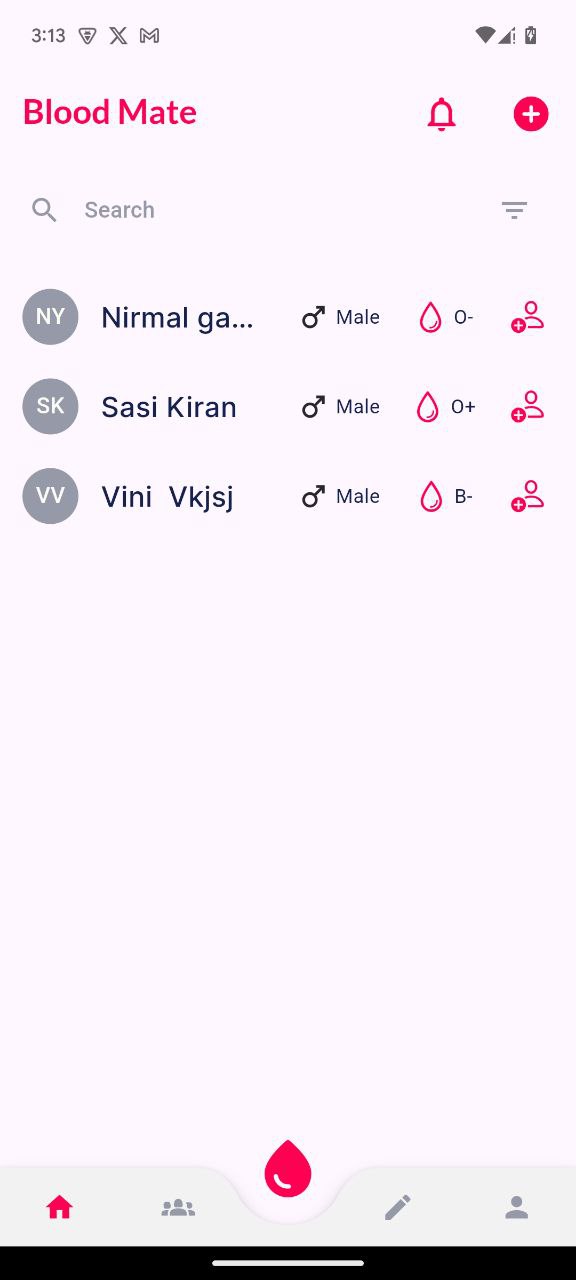 3:13
Blood Mate
Search
NY Nirmal ga... Male O-
SK Sasi Kiran Male O+
VV Vini  Vkjsj Male B-